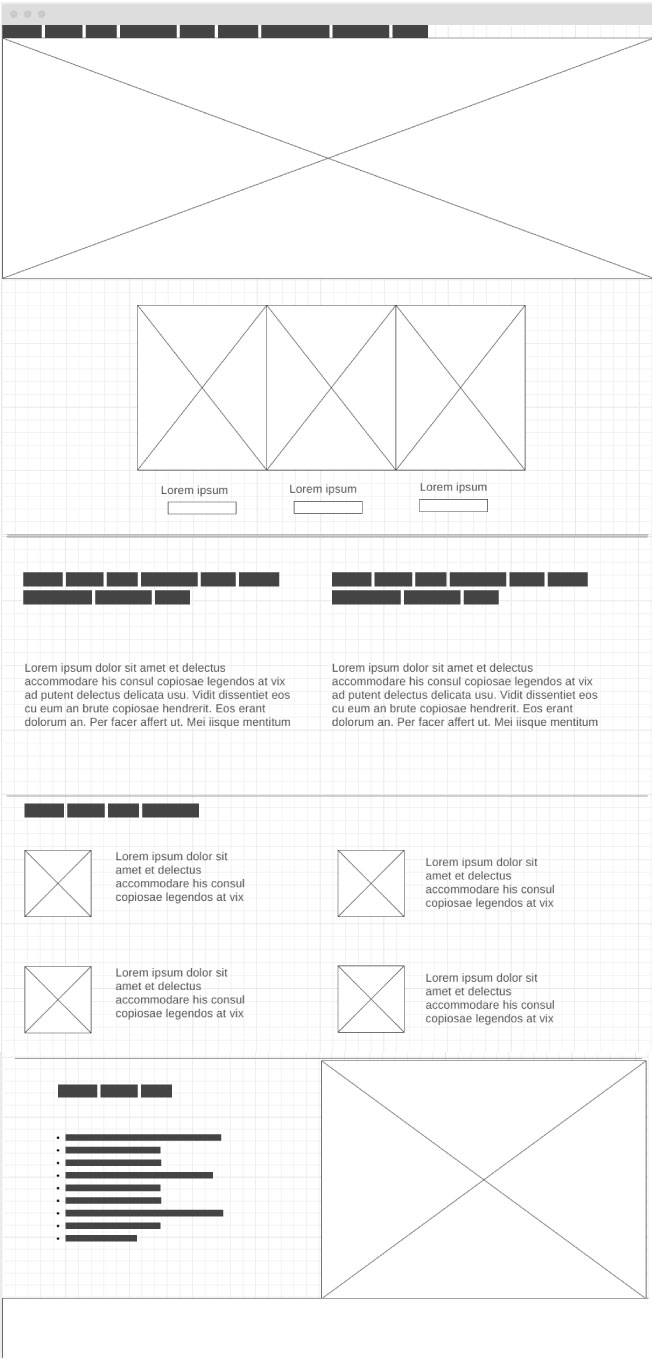 Lorem ipsum
Lorem ipsum
Lorem ipsum
Lorem ipsum dolor sit amet et delectus
accommodare his consul copiosae legendos at vix
ad putent delectus delicata usu. Vidit dissentiet eos
cu eum an brute copiosae hendrerit. Eos erant
dolorum an. Per facer affert ut. Mei iisque mentitum
Lorem ipsum dolor sit amet et delectus
accommodare his consul copiosae legendos at vix
ad putent delectus delicata usu. Vidit dissentiet eos
cu eum an brute copiosae hendrerit. Eos erant
dolorum an. Per facer affert ut. Mei iisque mentitum
Lorem ipsum dolor sit
amet et delectus
accommodare his consul
copiosae legendos at vix
Lorem ipsum dolor sit
amet et delectus
accommodare his consul
copiosae legendos at vix
Lorem ipsum dolor sit
amet et delectus
accommodare his consul
copiosae legendos at vix
Lorem ipsum dolor sit
amet et delectus
accommodare his consul
copiosae legendos at vix